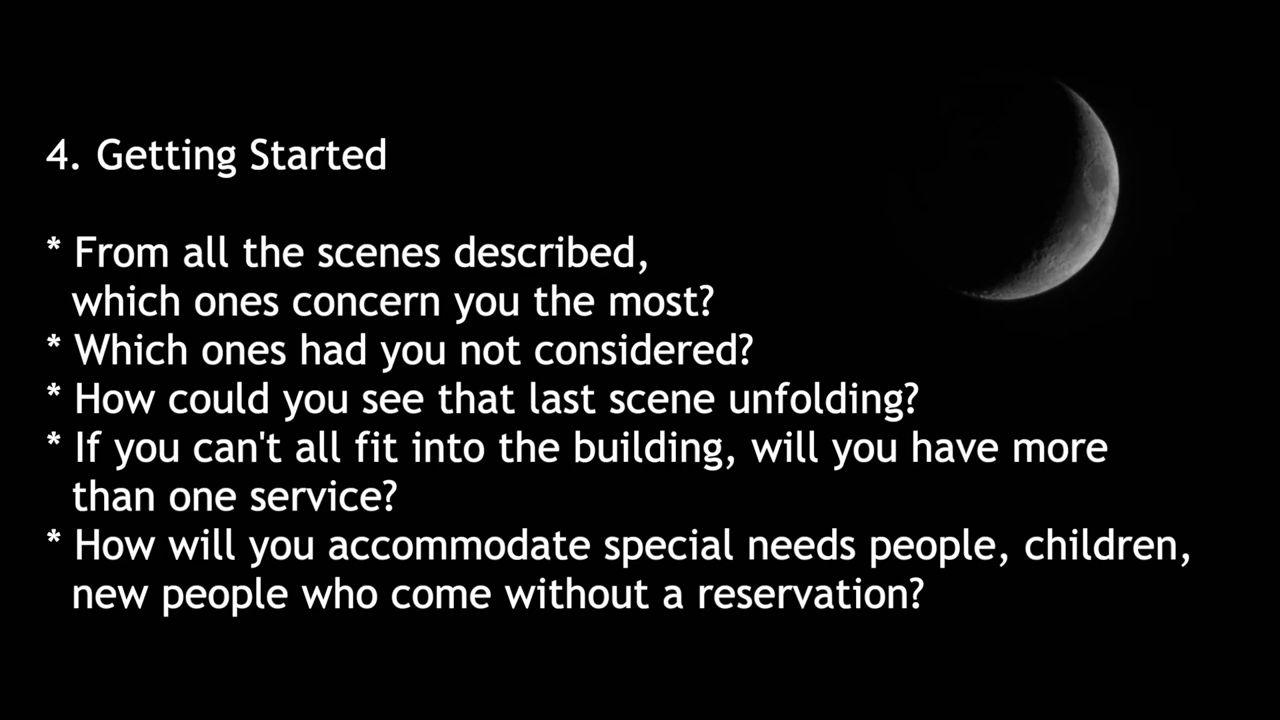 4. Getting Started
* From all the scenes described,
which ones concern you the most?
* Which ones had you not considered?
* How could you see that last scene unfolding?
* If you can't all fit into the building, will you have more
than one service?
* How will you accommodate special needs people, children,
new people who come without a reservation?